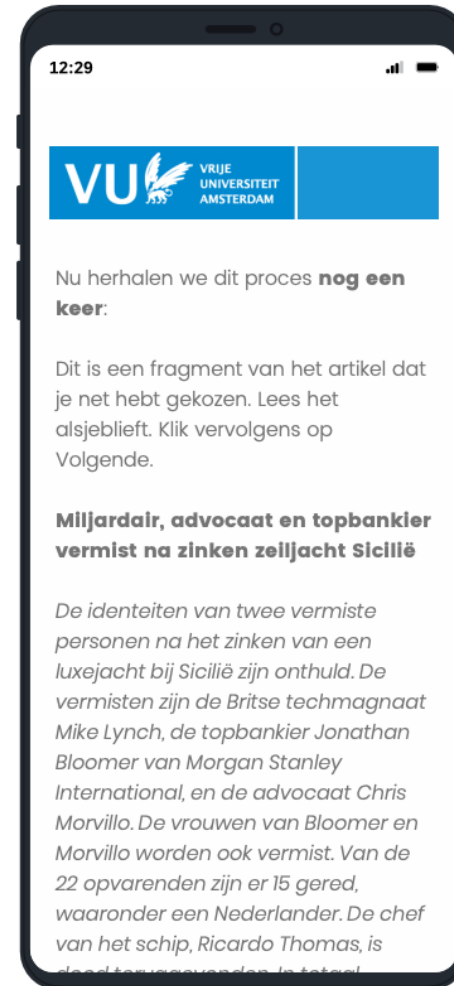 12:29
VU VRIJE
UNIVERSITEIT
AMSTERDAM
Nu herhalen we dit proces nog een
keer:
Dit is een fragment van het artikel dat
je net hebt gekozen. Lees het
alsjeblieft. Klik vervolgens op
Volgende.
Miljardair, advocaat en topbankier
vermist na zinken zeiljacht Sicilië
De identeiten van twee vermiste
personen na het zinken van een
luxejacht bij Sicilië zijn onthuld. De
vermisten zijn de Britse techmagnaat
Mike Lynch, de topbankier Jonathan
Bloomer van Morgan Stanley
International, en de advocaat Chris
Morvillo. De vrouwen van Bloomer en
Morvillo worden ook vermist. Van de
22 opvarenden zijn er 15 gered,
waaronder een Nederlander. De chef
van het schip, Ricardo Thomas, is
dood teruggevonden. In totaal